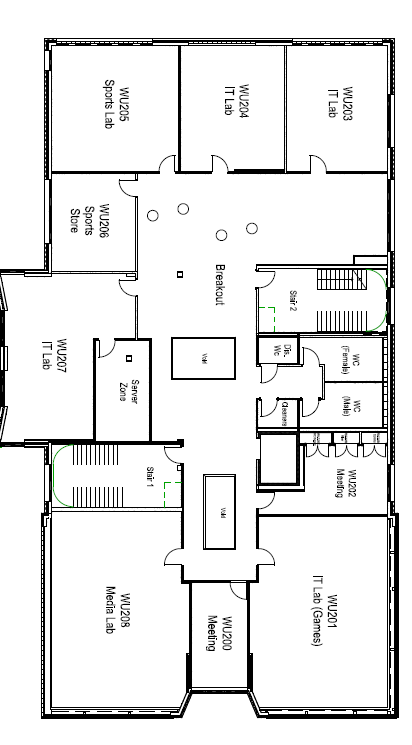 WU205
Sports Lab
WU204
IT Lab
WU203
IT Lab
WU206
Sports
Store
Breakout
Stair 2
WU207
IT Lab
Server
Zone
Void
Dis.
Wc
WC
(Female)
WC
(Male)
Cleaners
Stair 1
Void
WU202
Meeting
WU208
Media Lab
WU200
Meeting
WU201
IT Lab (Games)